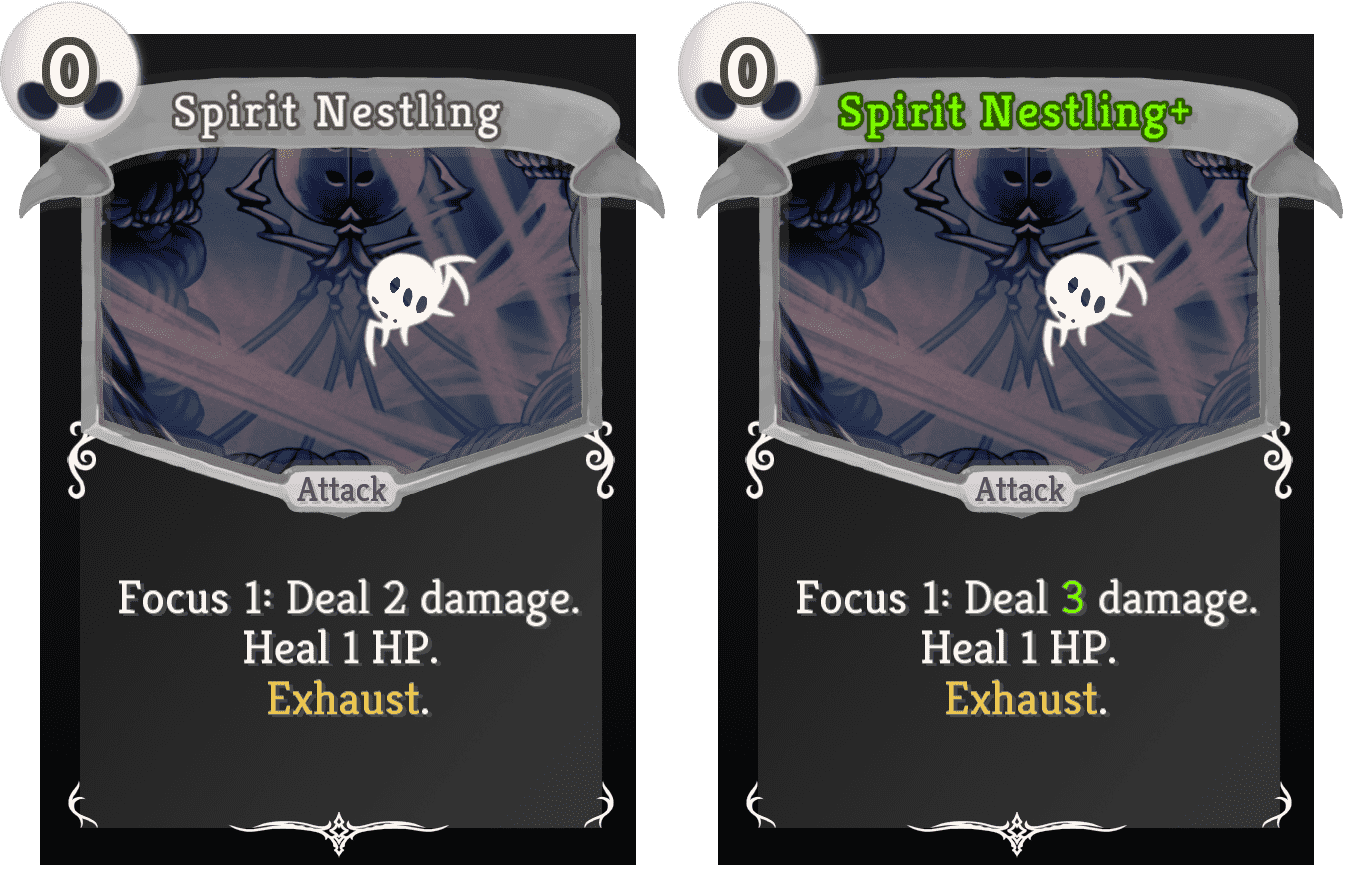 0
Spirit Nestling
Attack
Focus 1: Deal 2 damage.
Heal 1 HP.
Exhaust.
0
Spirit Nestling+
Attack
Focus 1: Deal 3 damage.
Heal 1 HP.
Exhaust.